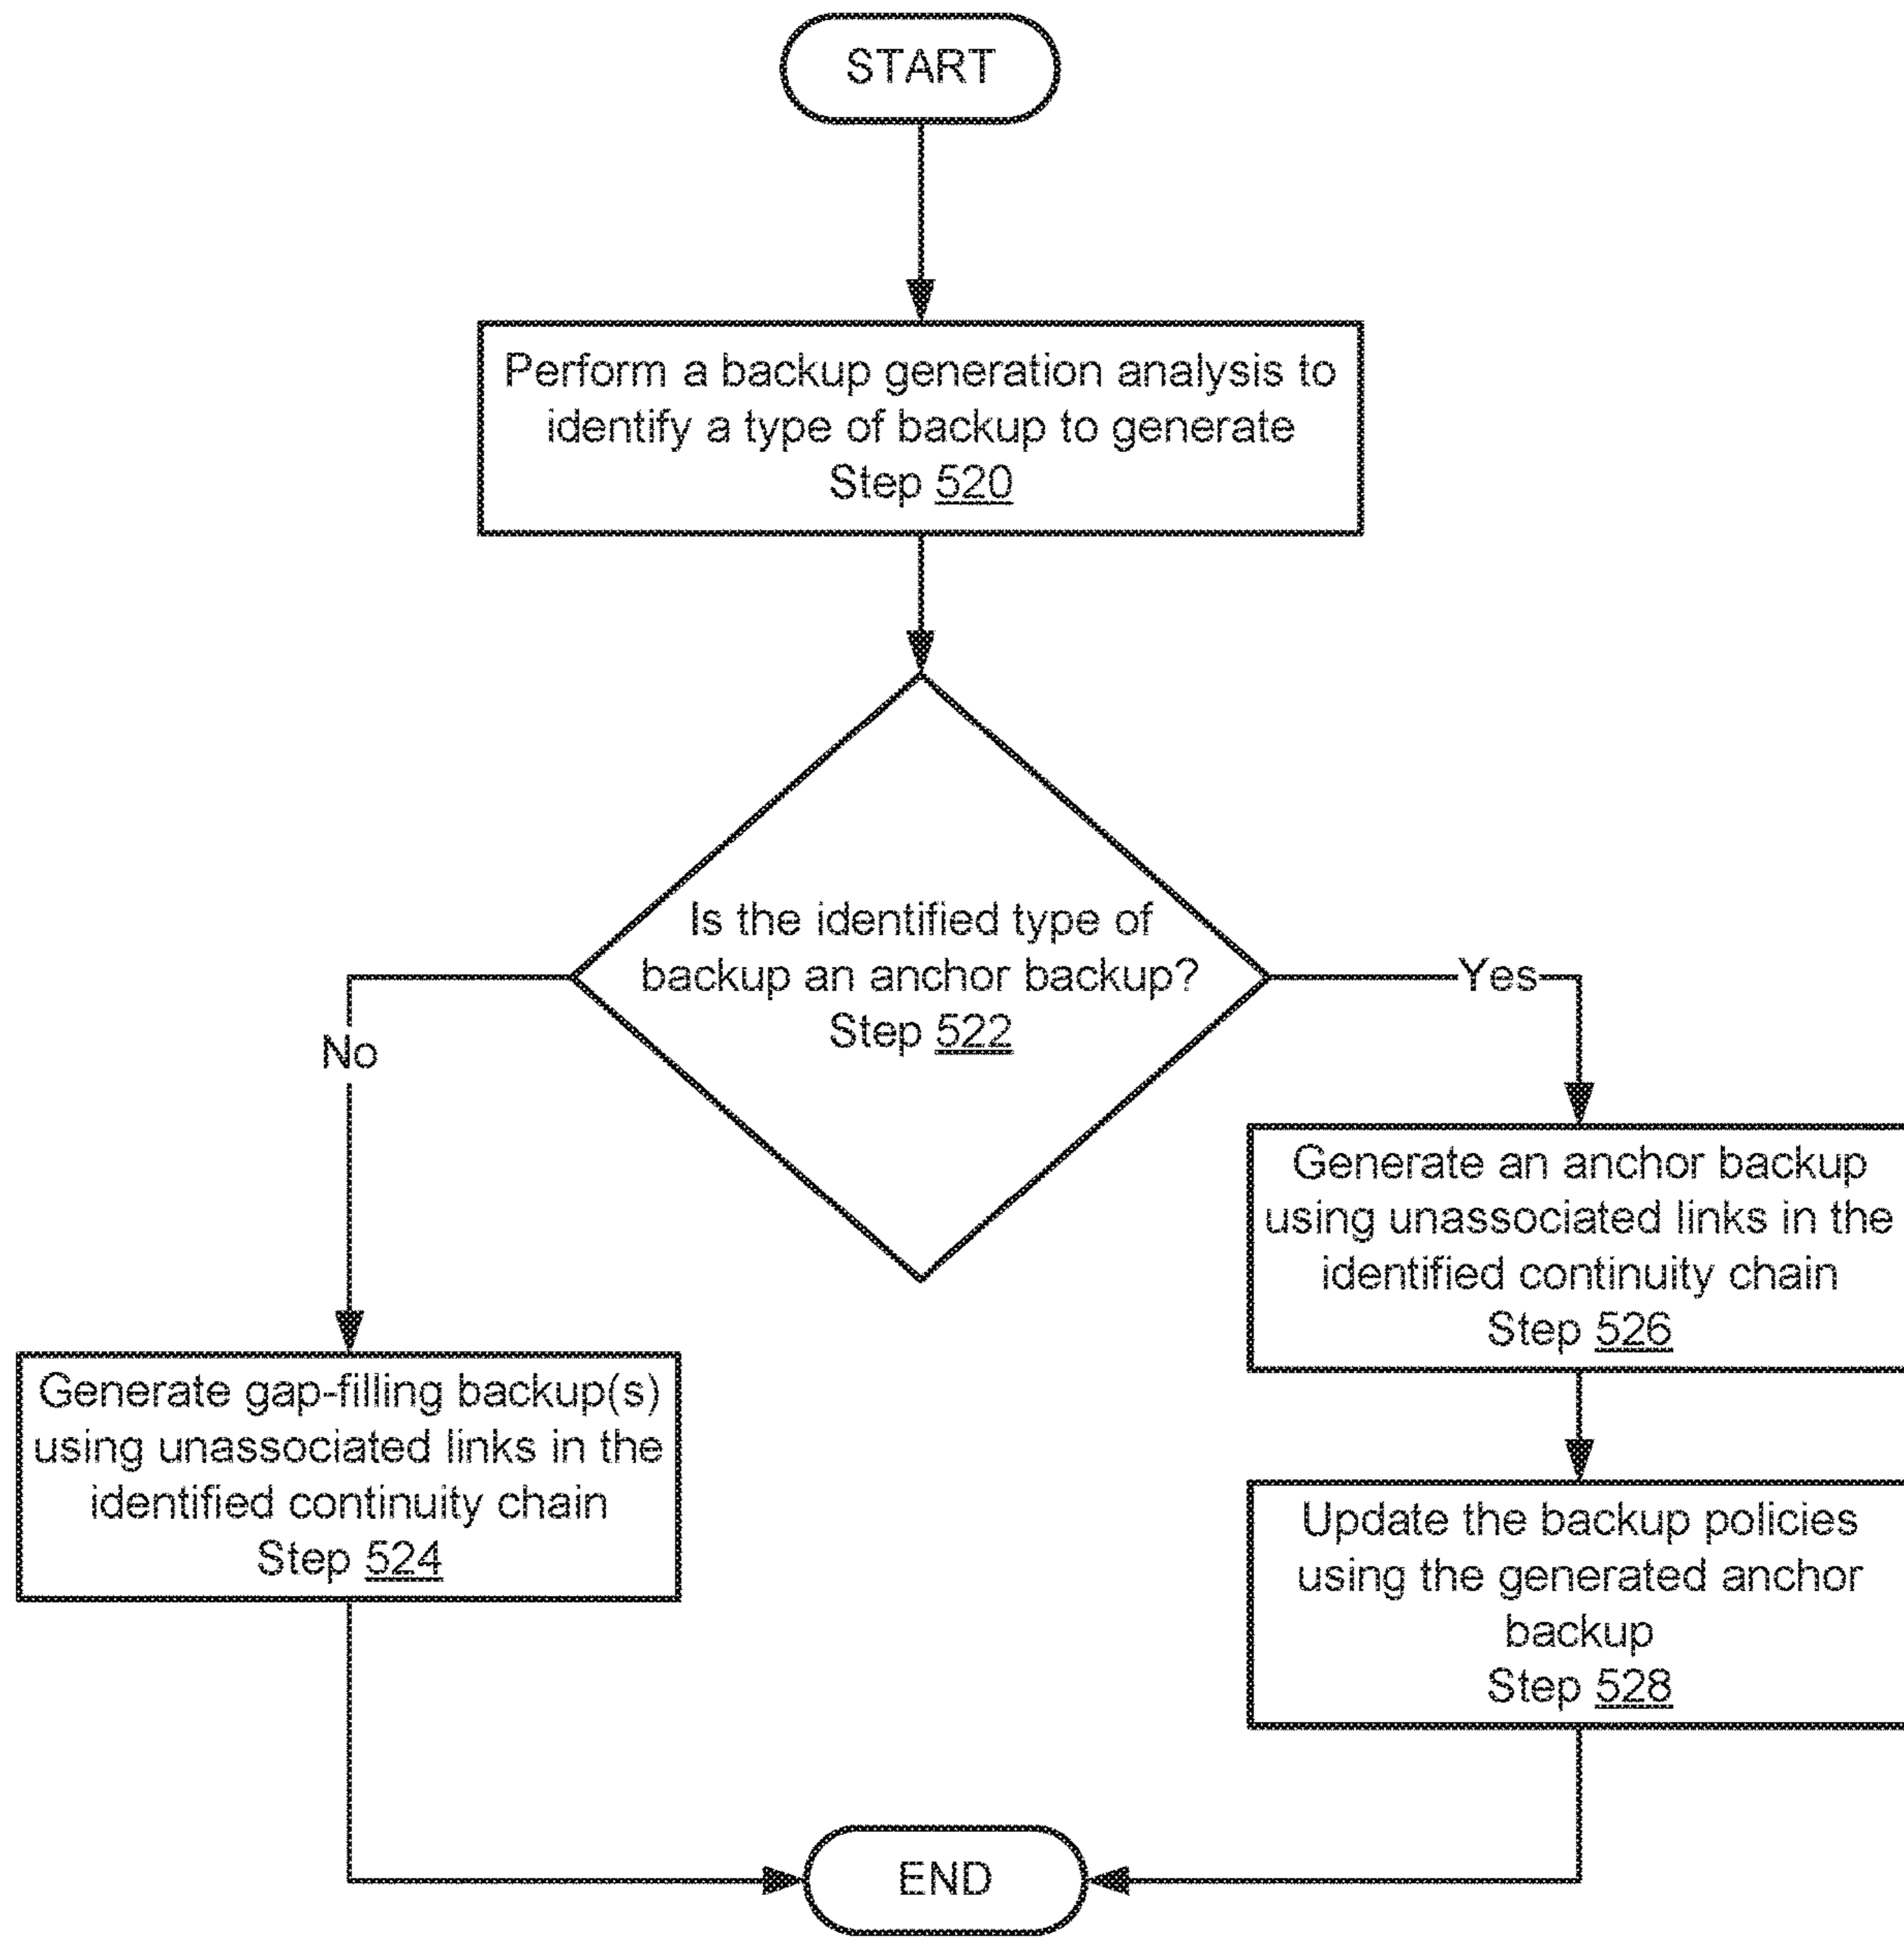 START
Perform a backup generation analysis to
identify a type of backup to generate
Step 520
Is the identified type of
backup an anchor backup?
Step 522
No
Yes
Generate gap-filling backup(s)
using unassociated links in the
identified continuity chain
Step 524
Generate an anchor backup
using unassociated links in the
identified continuity chain
Step 526
Update the backup policies
using the generated anchor
backup
Step 528
END